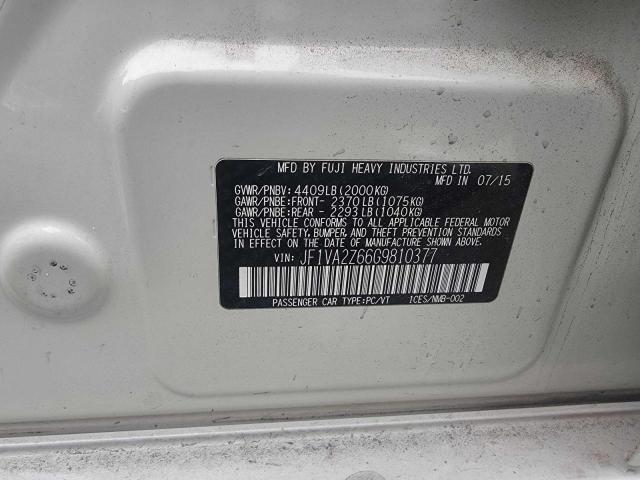 MFD BY FUJI HEAVY INDUSTRIES LTD.
MFD IN 07/15
GVWR/PNBV: 4409LB(2000KG)
GAWR/PNBE:FRONT- 2370LB(1075KG)
GAWR/PNBE:REAR - 2293LB(1040KG)
THIS VEHICLE CONFORMS TO ALL APPLICABLE FEDERAL MOTOR
VEHICLE SAFETY, BUMPER, AND THEFT PREVENTION STANDARDS
IN EFFECT ON THE DATE OF MANUFACTURE SHOWN ABOVE.
VIN: JF1VA2Z66G9810377
PASSENGER CAR TYPE:PC/VT ICES/NMB-002